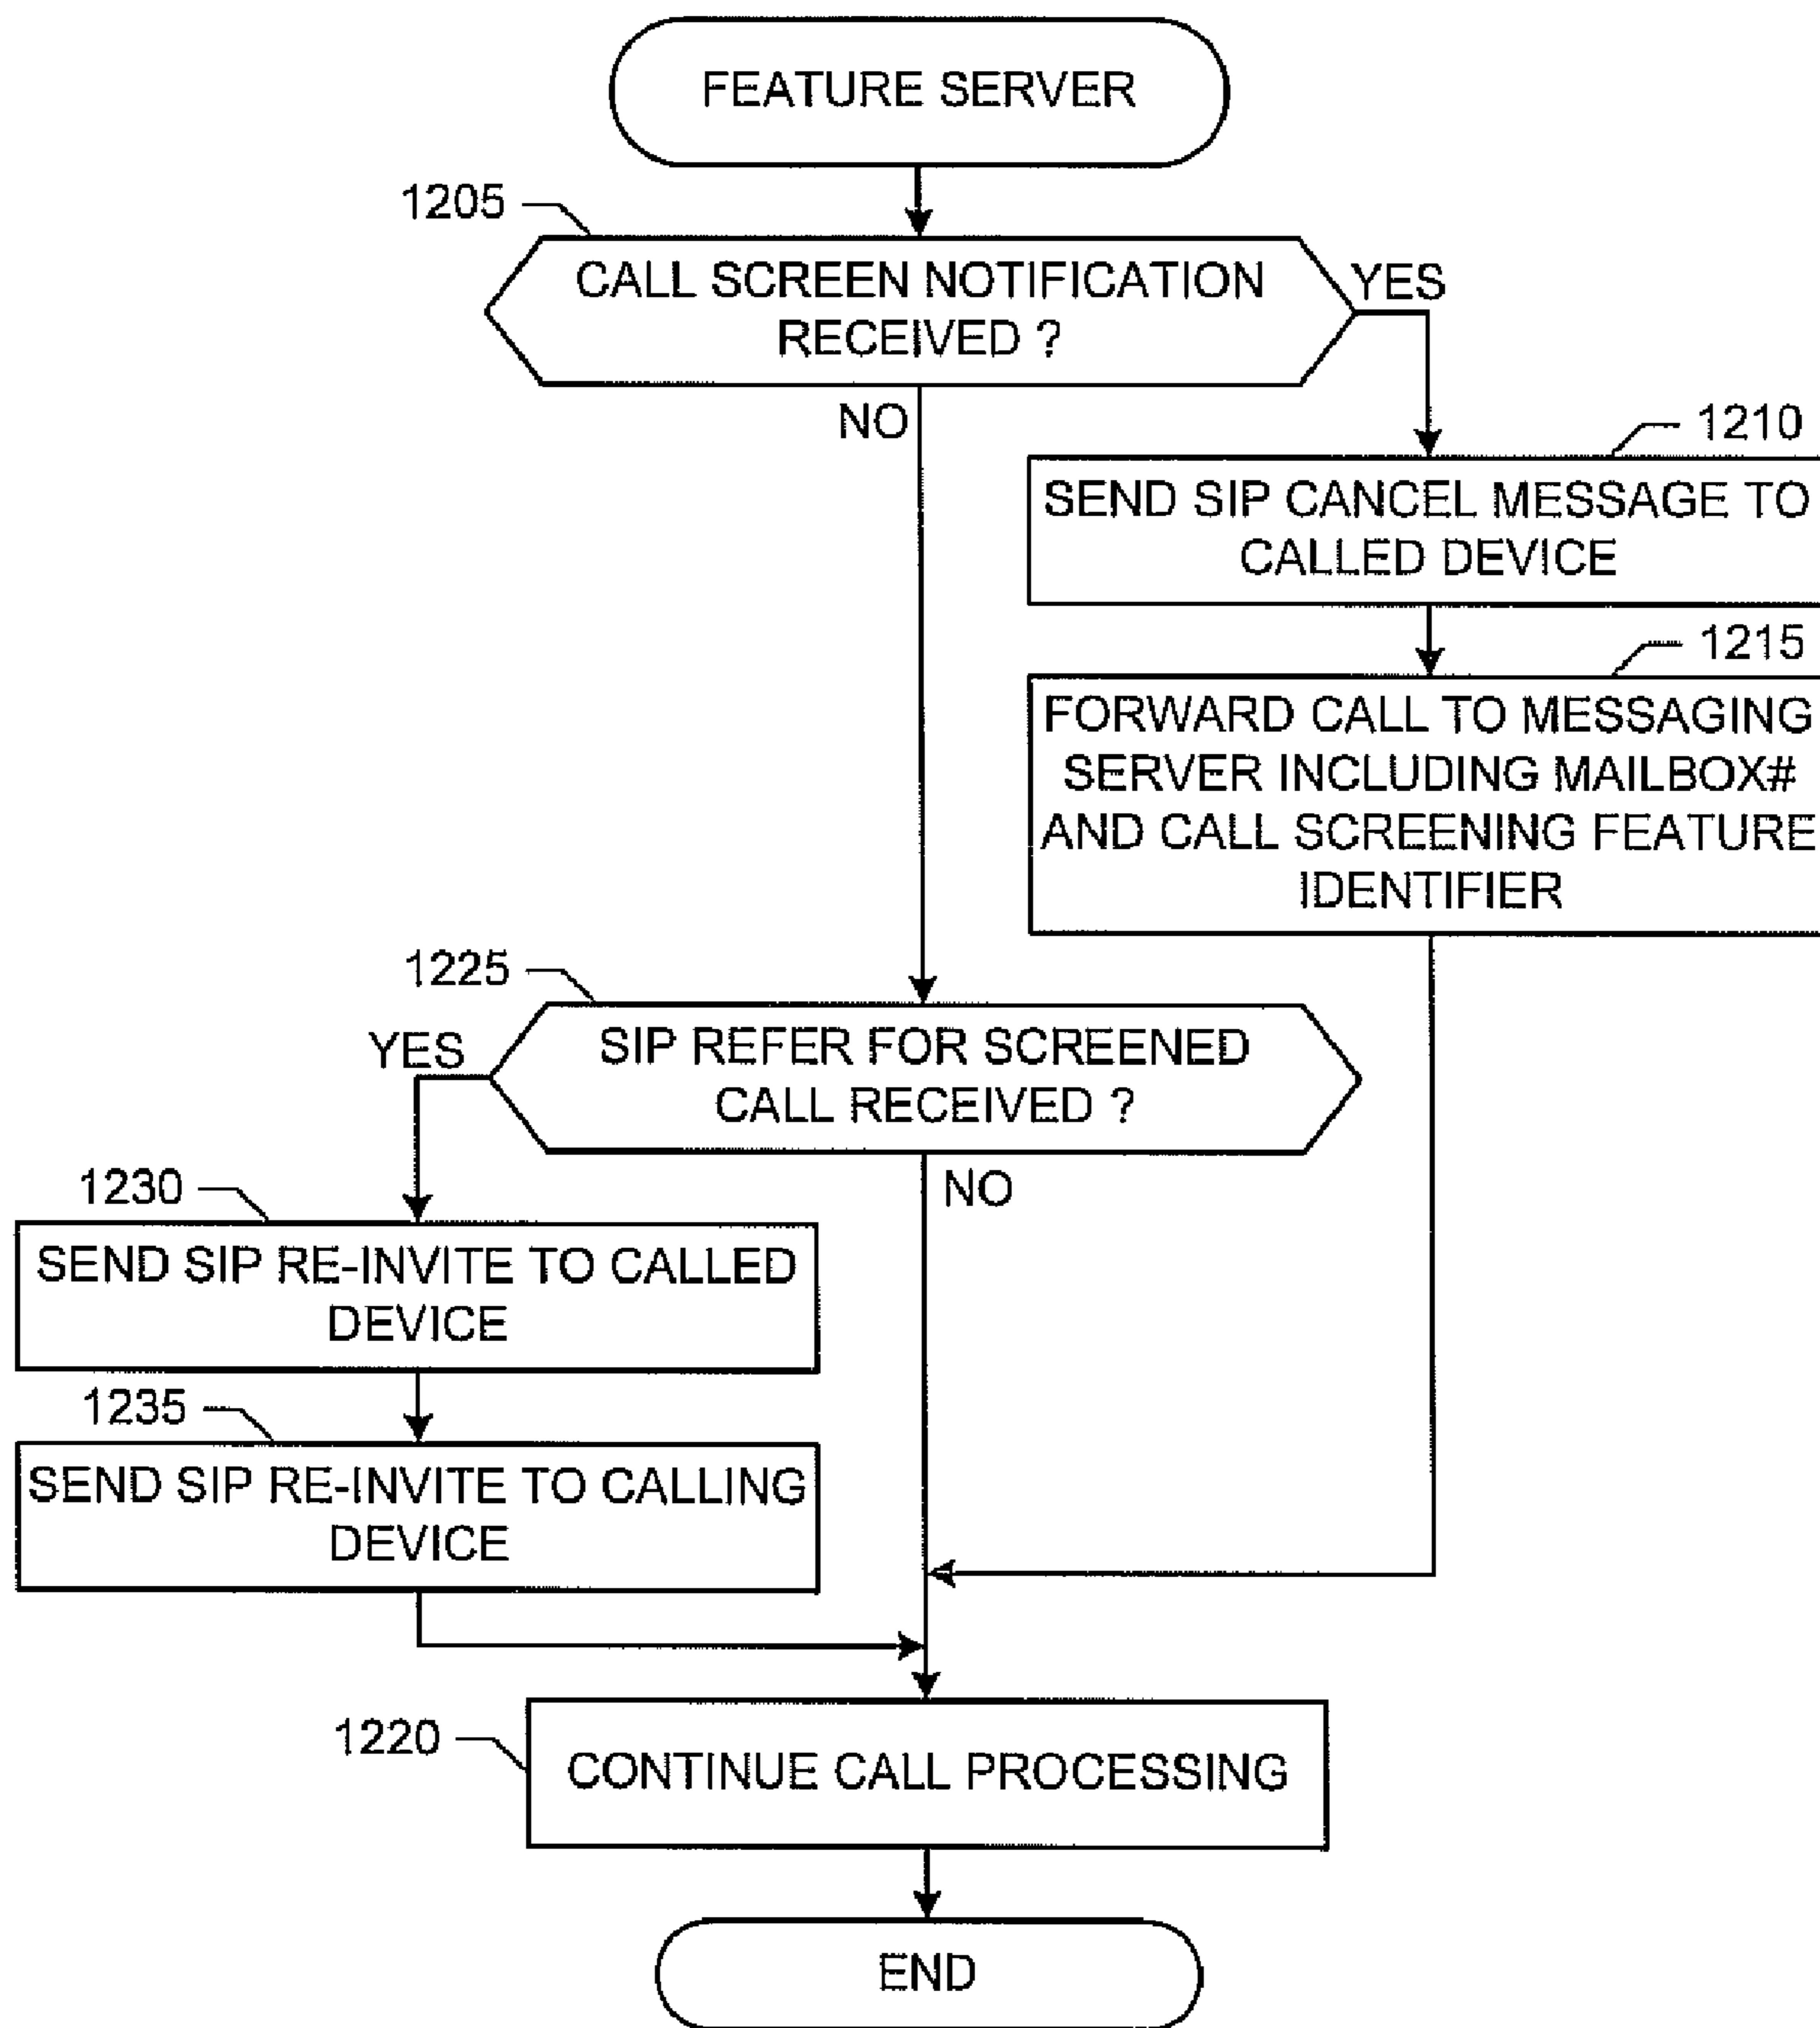 FEATURE SERVER
1205
CALL SCREEN NOTIFICATION
RECEIVED ?
YES
NO
1210
SEND SIP CANCEL MESSAGE TO
CALLED DEVICE
1215
FORWARD CALL TO MESSAGING
SERVER INCLUDING MAILBOX#
AND CALL SCREENING FEATURE
IDENTIFIER
1225
YES
SIP REFER FOR SCREENED
CALL RECEIVED ?
NO
1230
SEND SIP RE-INVITE TO CALLED
DEVICE
1235
SEND SIP RE-INVITE TO CALLING
DEVICE
1220
CONTINUE CALL PROCESSING
END